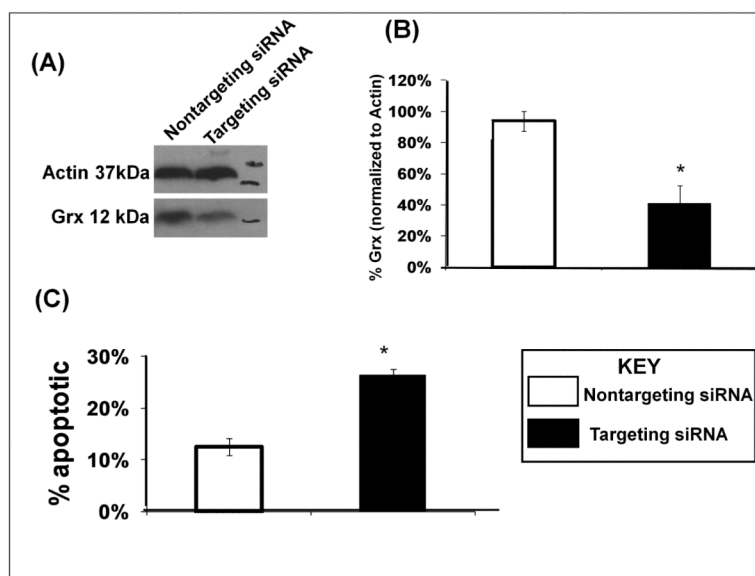 (A)
Nontargeting siRNA
Targeting siRNA
Actin 37kDa
Grx 12 kDa
(B)
% Grx (normalized to Actin)
120%
100%
80%
60%
40%
20%
0%
*
(C)
% apoptotic
30%
20%
10%
0%
*
KEY
Nontargeting siRNA
Targeting siRNA